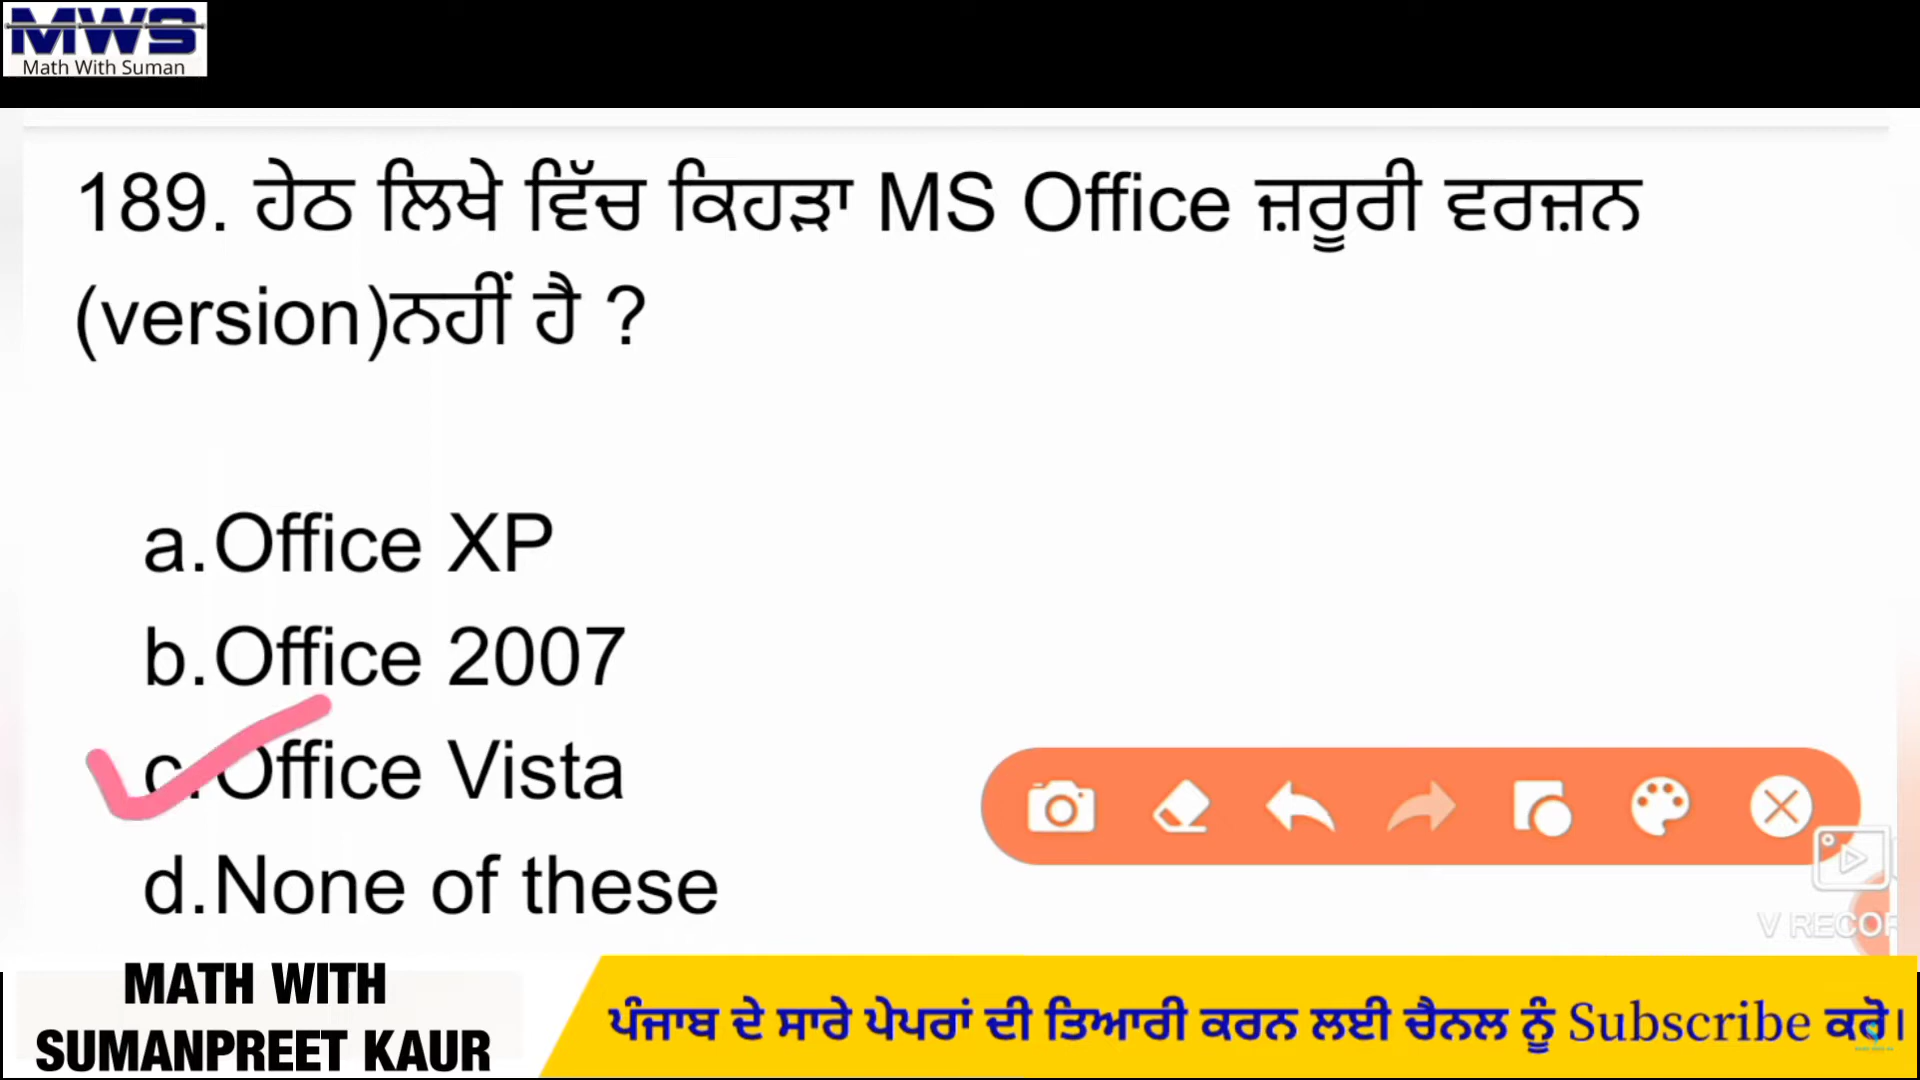 MWS
Math With Suman
189. ਹੇਠ ਲਿਖੇ ਵਿੱਚ ਕਿਹੜਾ MS Office ਜ਼ਰੂਰੀ ਵਰਜ਼ਨ
(version)ਨਹੀਂ ਹੈ ?
a.Office XP
b.Office 2007
c.Office Vista
d.None of these
V RECOR
MATH WITH
SUMANPREET KAUR
ਪੰਜਾਬ ਦੇ ਸਾਰੇ ਪੇਪਰਾਂ ਦੀ ਤਿਆਰੀ ਕਰਨ ਲਈ ਚੈਨਲ ਨੂੰ Subscribe ਕਰੋ।